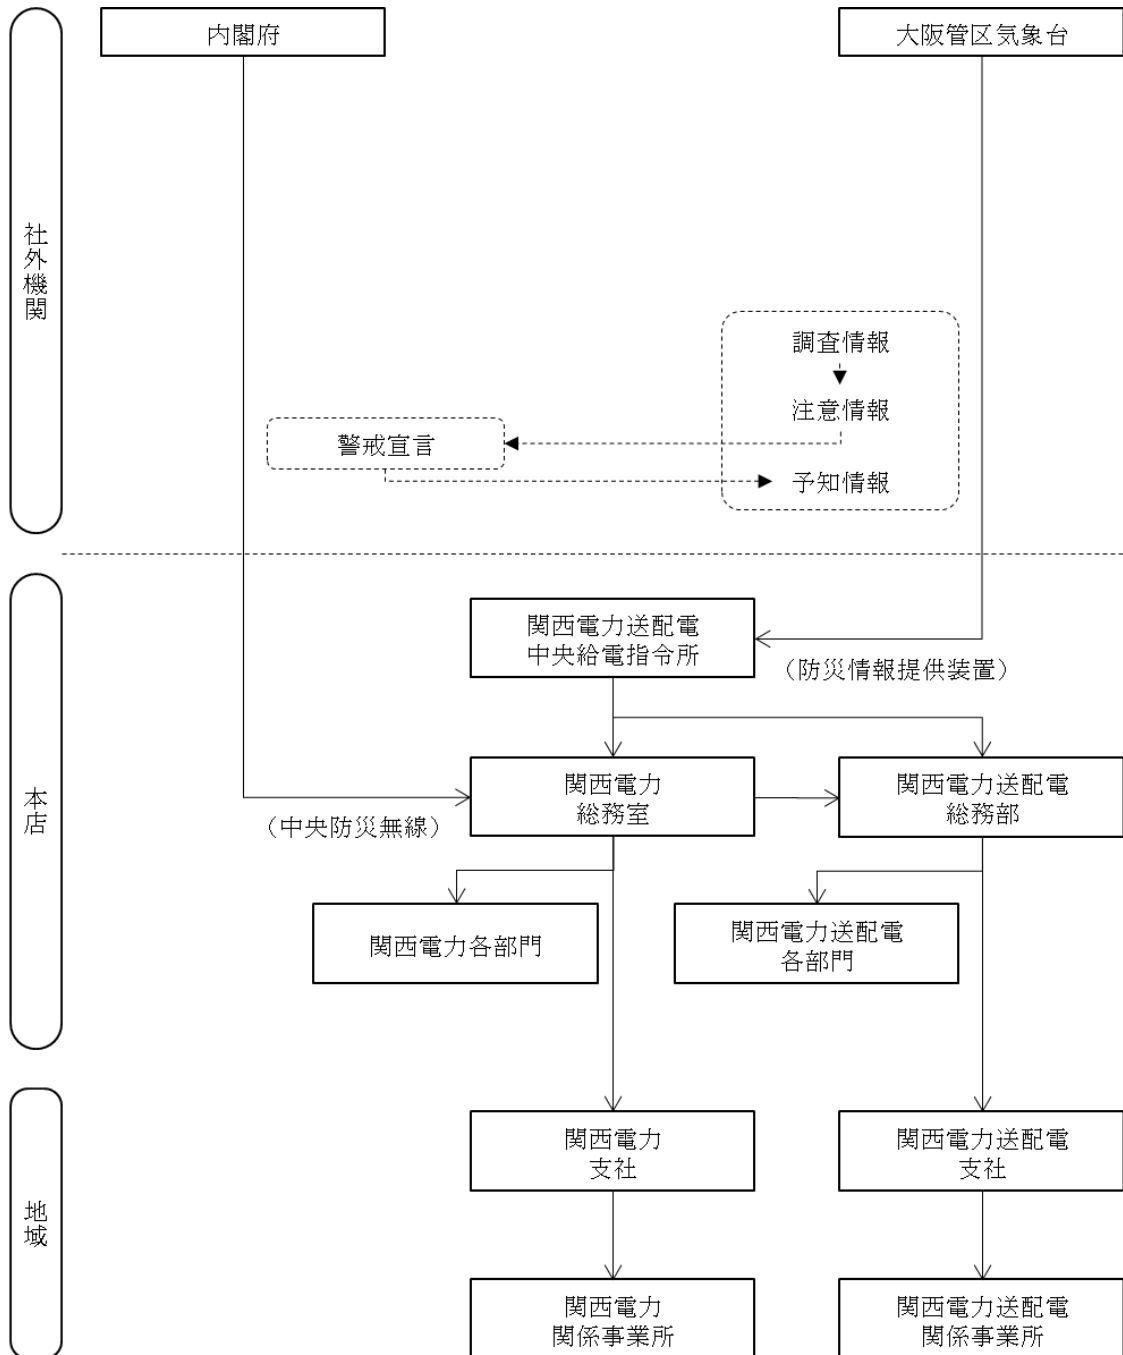 内閣府
大阪管区気象台
社外機関
調査情報
注意情報
警戒宣言
予知情報
関西電力送配電
中央給電指令所
（防災情報提供装置）
本店
関西電力
総務室
関西電力送配電
総務部
（中央防災無線）
関西電力各部門
関西電力送配電
各部門
地域
関西電力
支社
関西電力送配電
支社
関西電力
関係事業所
関西電力送配電
関係事業所